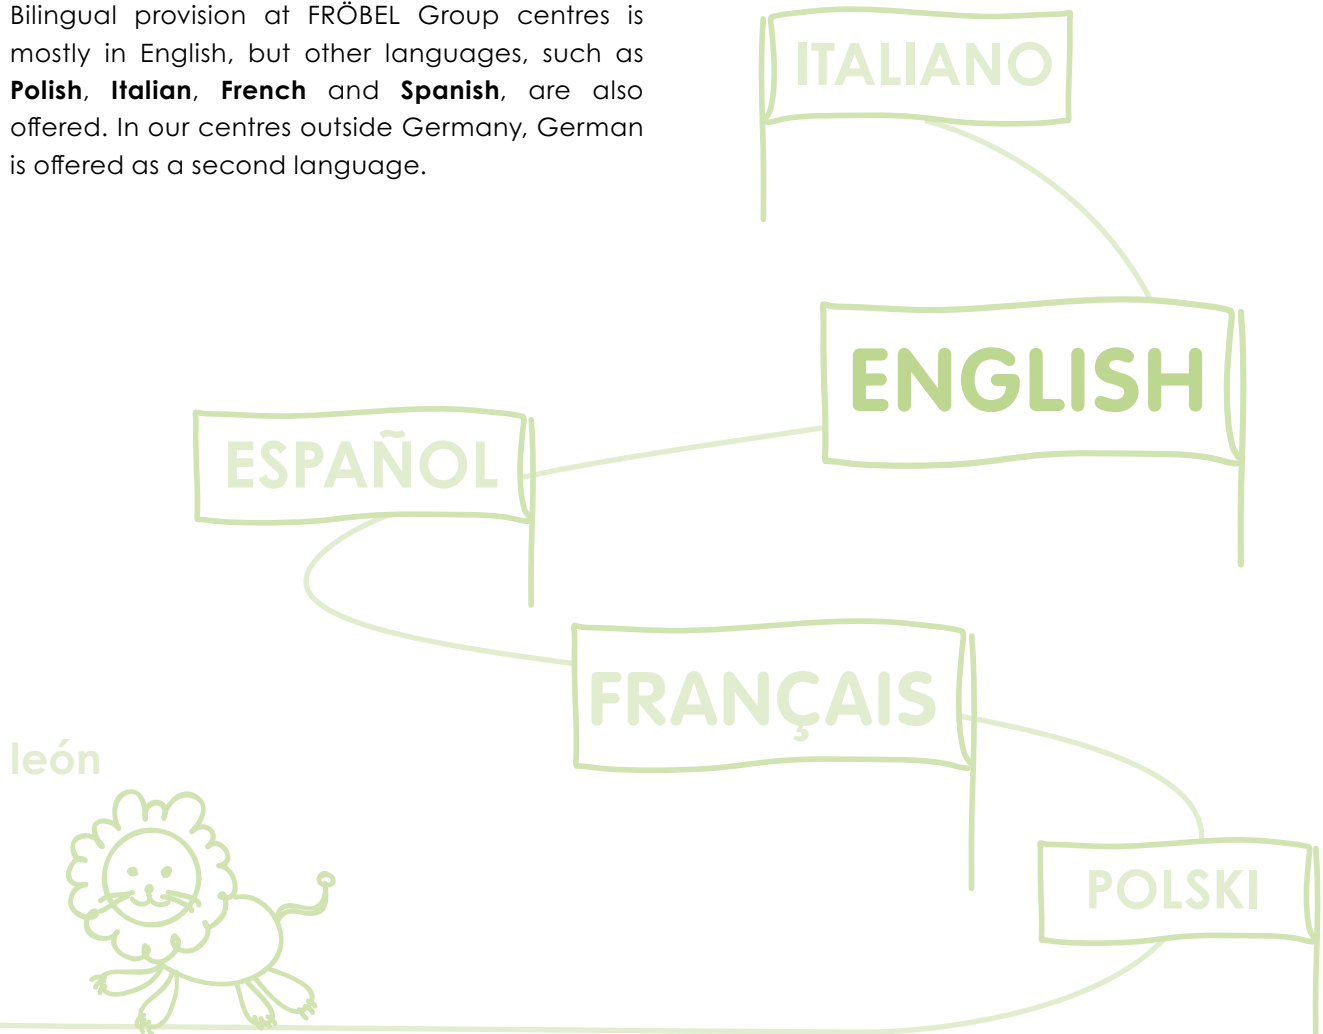 Bilingual provision at FRÖBEL Group centres is
mostly in English, but other languages, such as
Polish, Italian, French and Spanish, are also
offered. In our centres outside Germany, German
is offered as a second language.
ITALIANO
ENGLISH
ESPAÑOL
FRANÇAIS
león
POLSKI